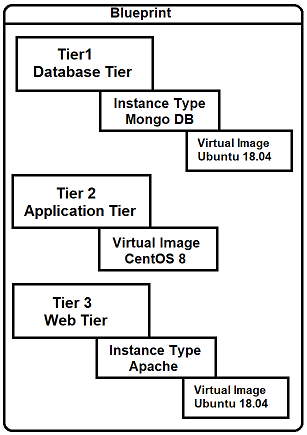 Blueprint
Tier1
Database Tier
Instance Type
Mongo DB
Virtual Image
Ubuntu 18.04
Tier 2
Application Tier
Virtual Image
CentOS 8
Tier 3
Web Tier
Instance Type
Apache
Virtual Image
Ubuntu 18.04